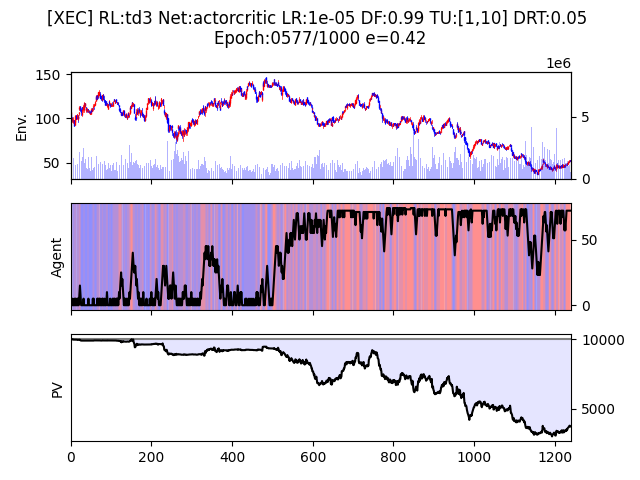 [XEC] RL:td3 Net:actorcritic LR:1e-05 DF:0.99 TU:[1,10] DRT:0.05
Epoch:0577/1000 e=0.42
1e6
150
100
50
Env.
5
0
Agent
50
0
PV
10000
5000
0 200 400 600 800 1000 1200